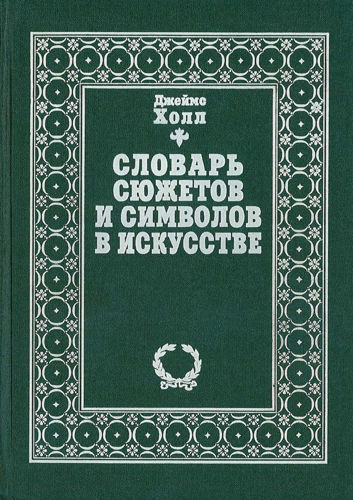 Джеймс
Холл
СЛОВАРЬ
СЮЖЕТОВ
И СИМВОЛОВ
В ИСКУССТВЕ